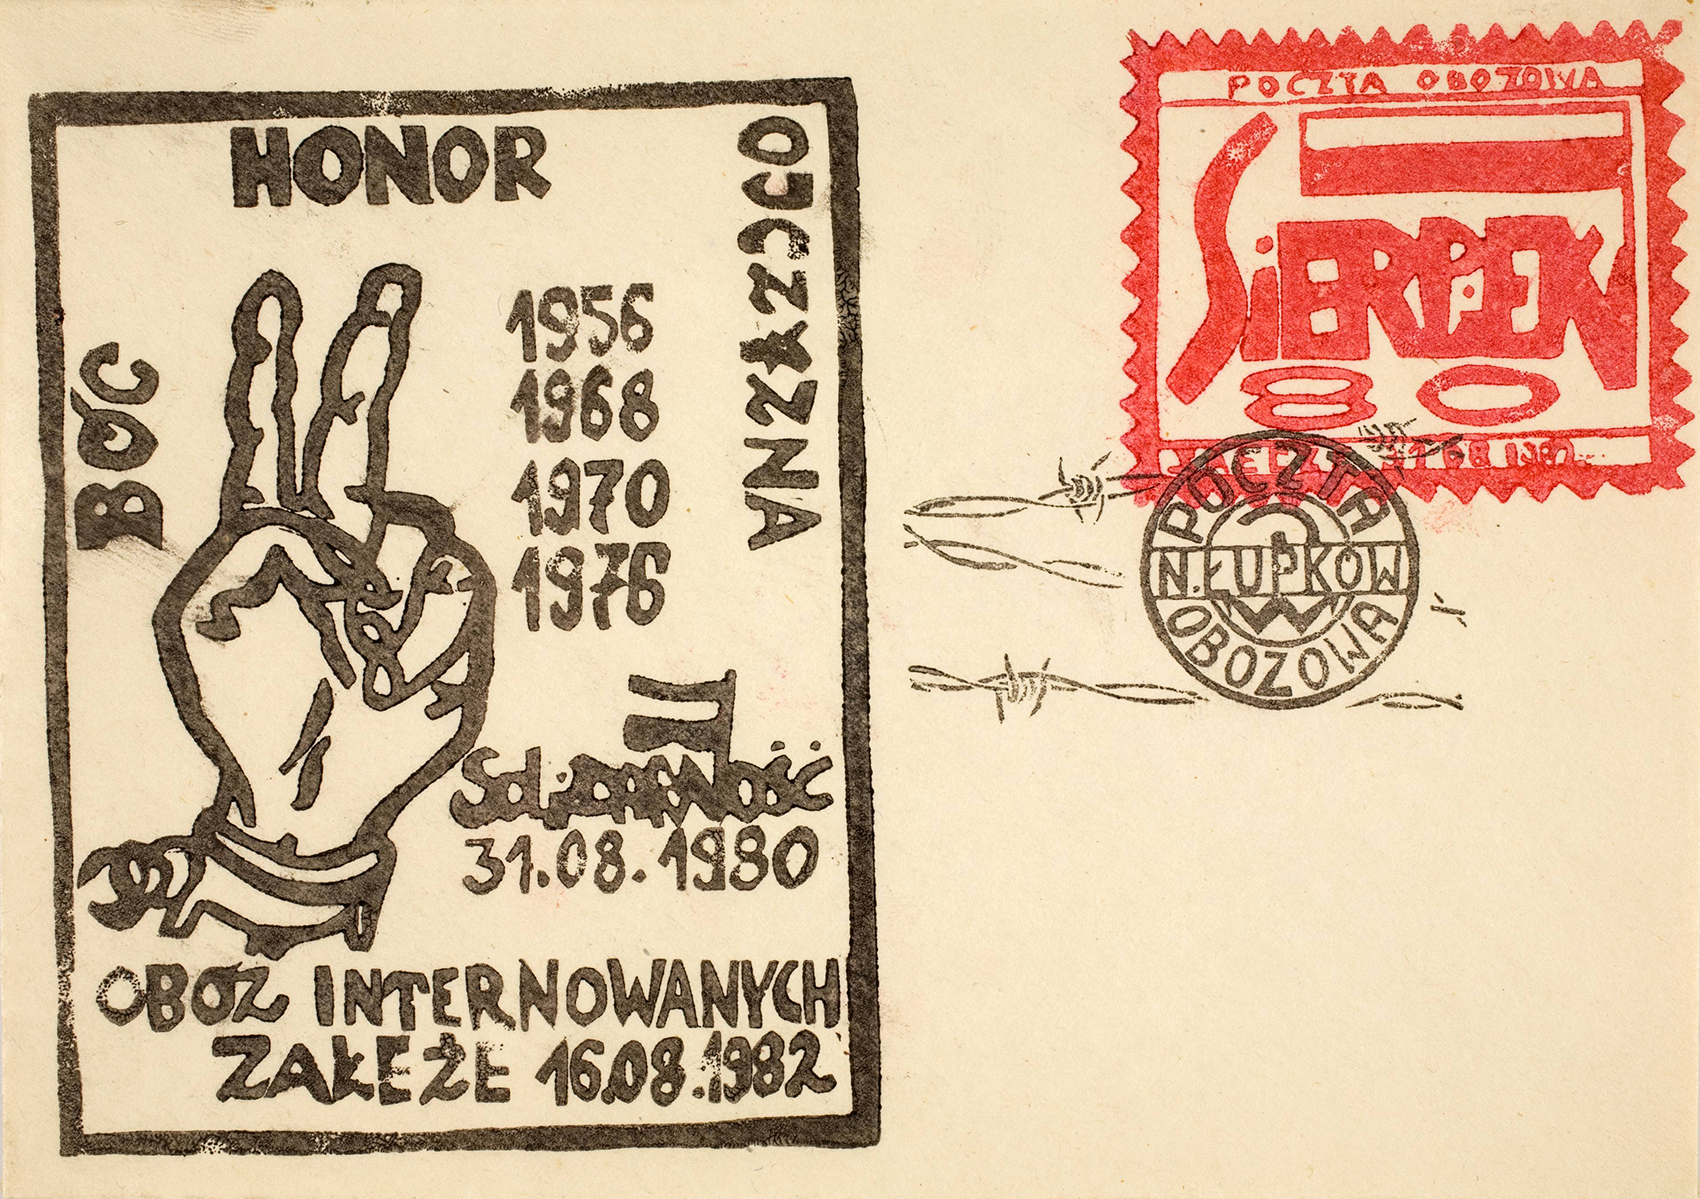 HONOR
BÓG
OJCZYZNA
1956
1968
1970
1976
SOLIDARNOŚĆ
31.08.1980
OBÓZ INTERNOWANYCH
ZAŁĘŻE 16.08.1982
POCZTA OBOZOWA
SIERPIEŃ
80
1982
POCZTA
N. ŁUPKÓW
OBOZOWA